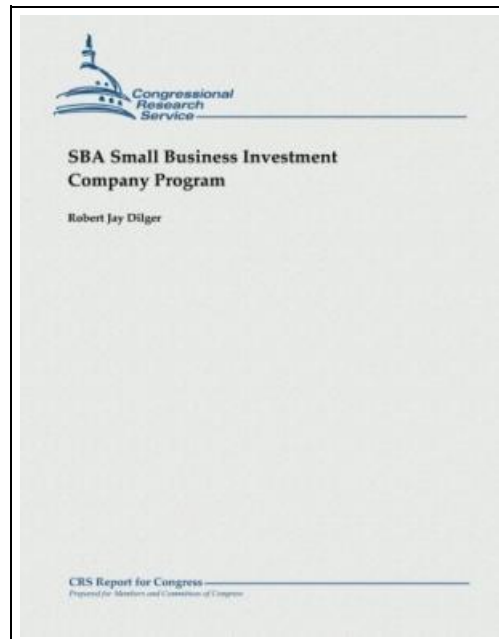 Congressional
Research
Service
SBA Small Business Investment
Company Program
Robert Jay Dilger
CRS Report for Congress
Prepared for Members and Committees of Congress